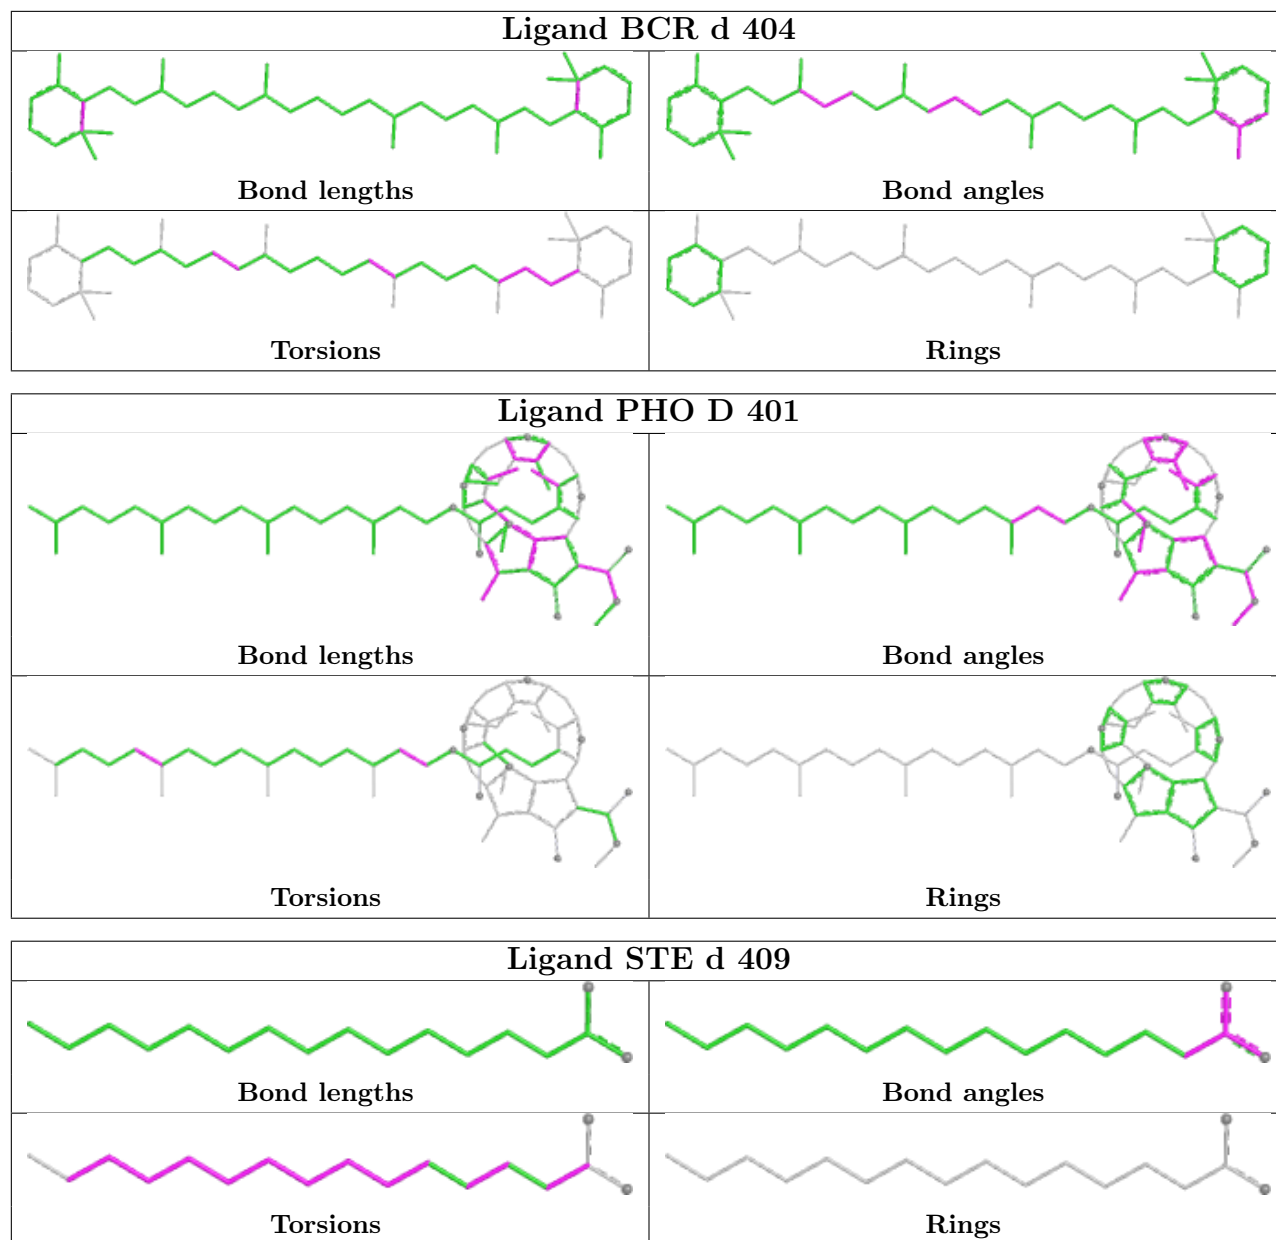 Ligand BCR d 404
Bond lengths
Bond angles
Torsions
Rings
Ligand PHO D 401
Bond lengths
Bond angles
Torsions
Rings
Ligand STE d 409
Bond lengths
Bond angles
Torsions
Rings